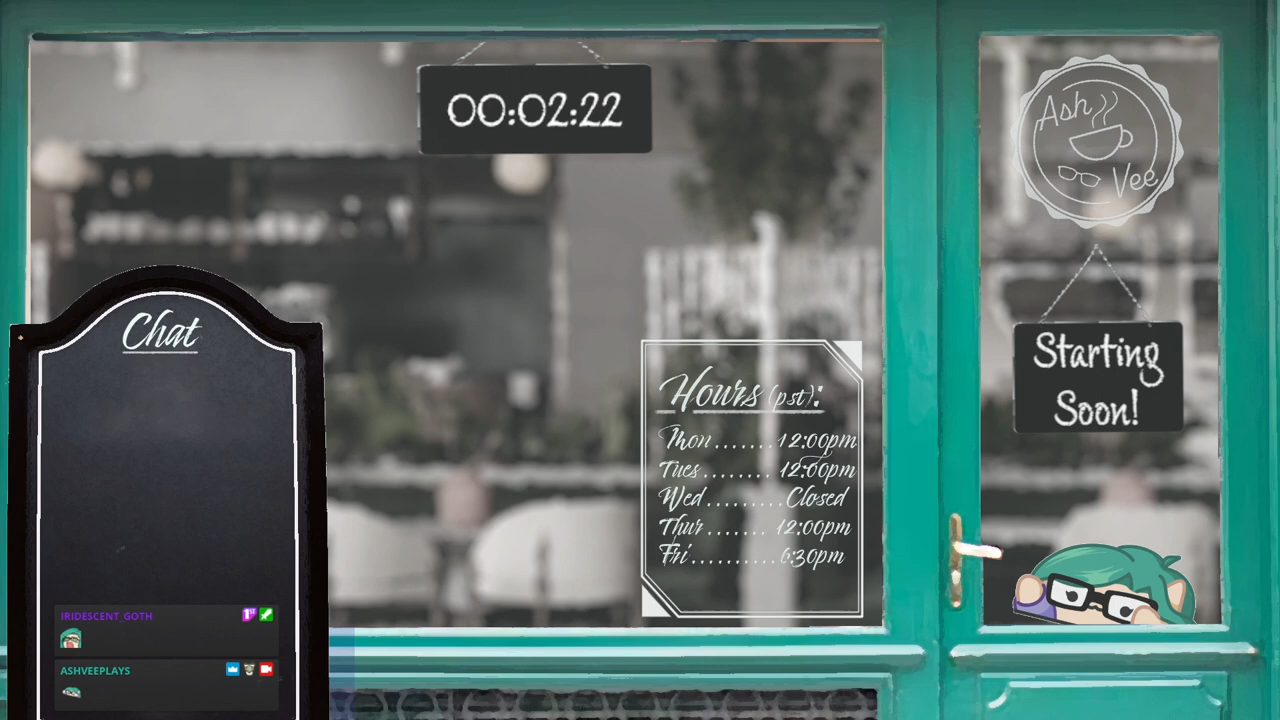 00:02:22
Ash
Vee
Starting
Soon!
Chat
Hours (pst):
Mon.......12:00pm
Tues........12:00pm
Wed.........Closed
Thur....... 12:00pm
Fri..........6:30pm
IRIDESCENT_GOTH
1ST
ASHVEEPLAYS